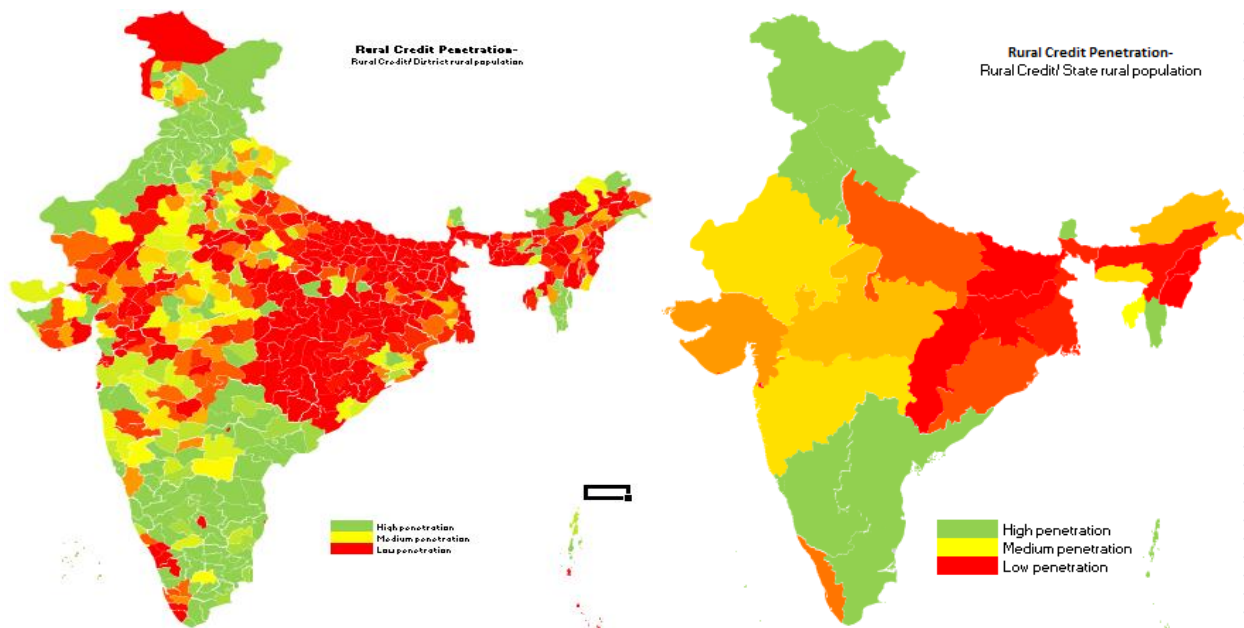 Rural Credit Penetration-
Rural Credit/ District rural population
High penetration
Medium penetration
Low penetration
Rural Credit Penetration-
Rural Credit/ State rural population
High penetration
Medium penetration
Low penetration